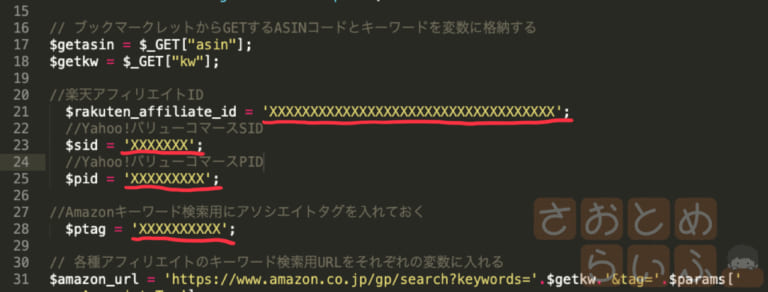 15
16 // ブックマークレットからGETするASINコードとキーワードを変数に格納する
17 $getasin = $_GET["asin"];
18 $getkw = $_GET["kw"];
19
20 //楽天アフィリエイトID
21 $rakuten_affiliate_id = 'XXXXXXXXXXXXXXXXXXXXXXXXXXXXXXXXXXX';
22 //Yahoo!バリューコマースSID
23 $sid = 'XXXXXXX';
24 //Yahoo!バリューコマースPID
25 $pid = 'XXXXXXXXX';
26
27 //Amazonキーワード検索用にアソシエイトタグを入れておく
28 $ptag = 'XXXXXXXXXX';
29
30 // 各種アフィリエイトのキーワード検索用URLをそれぞれの変数に入れる
31 $amazon_url = 'https://www.amazon.co.jp/gp/search?keywords='.$getkw.'&tag='.$params['
さおとめ
らいふ